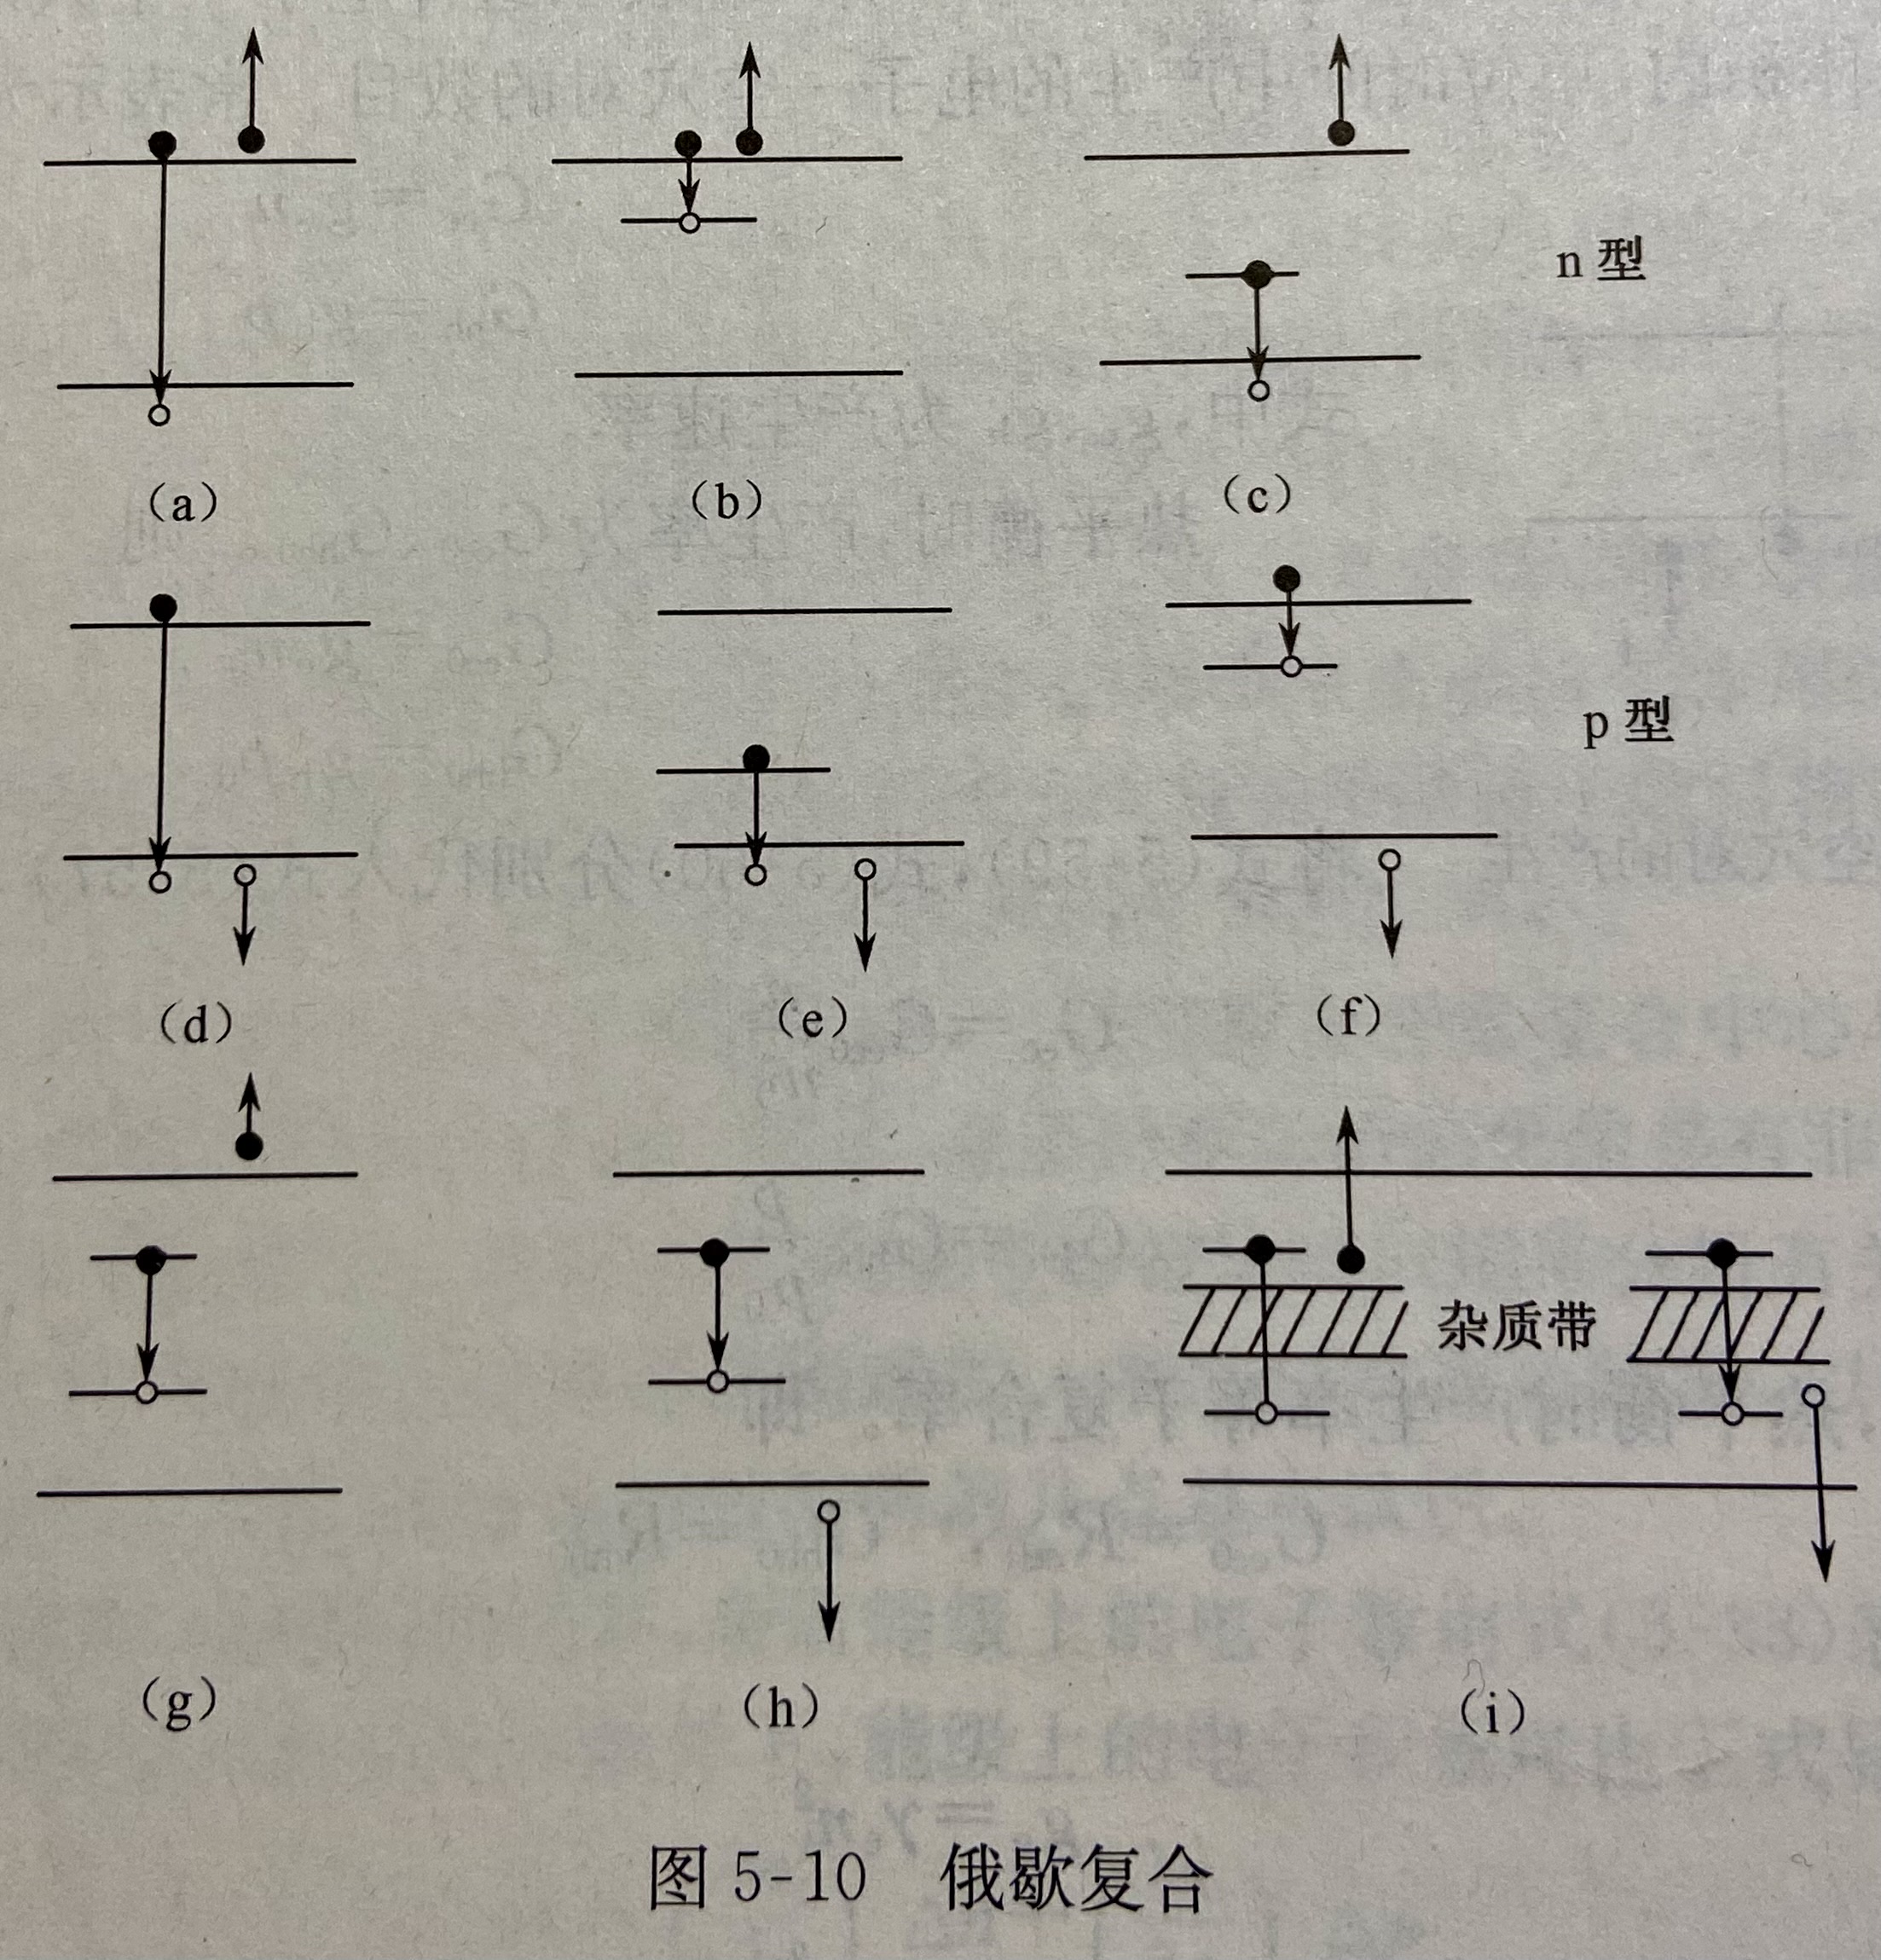 n 型
(a) (b) (c)
p 型
(d) (e) (f)
杂质带
(g) (h) (i)
图 5-10 俄歇复合